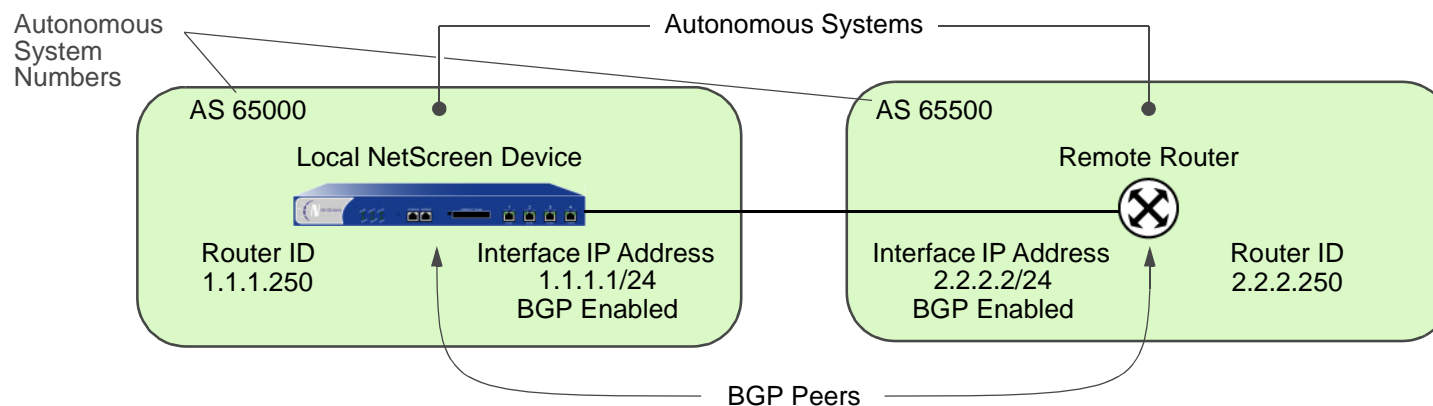 Autonomous
System
Numbers
Autonomous Systems
AS 65000
AS 65500
Local NetScreen Device
Remote Router
Router ID
1.1.1.250
Interface IP Address
1.1.1.1/24
BGP Enabled
Interface IP Address
2.2.2.2/24
BGP Enabled
Router ID
2.2.2.250
BGP Peers